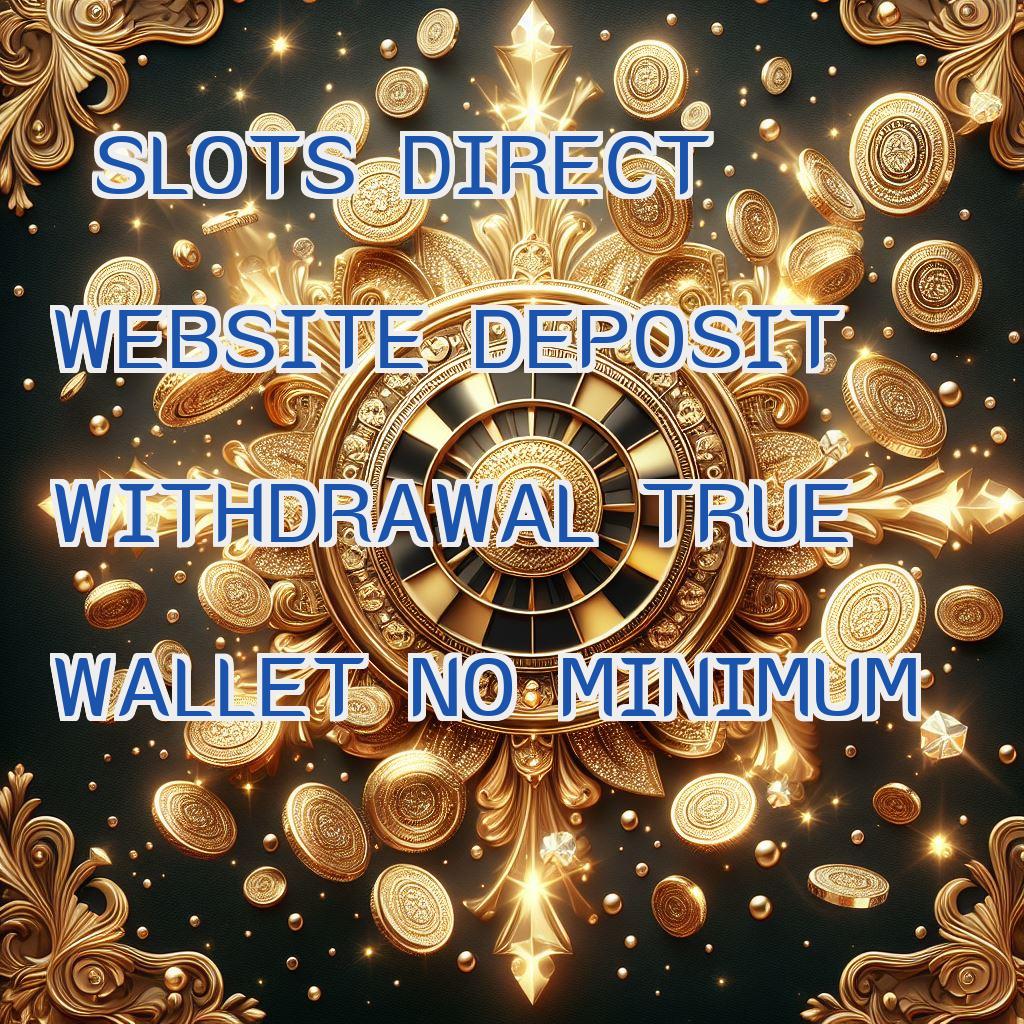 SLOTS DIRECT
WEBSITE DEPOSIT
WITHDRAWAL TRUE
WALLET NO MINIMUM